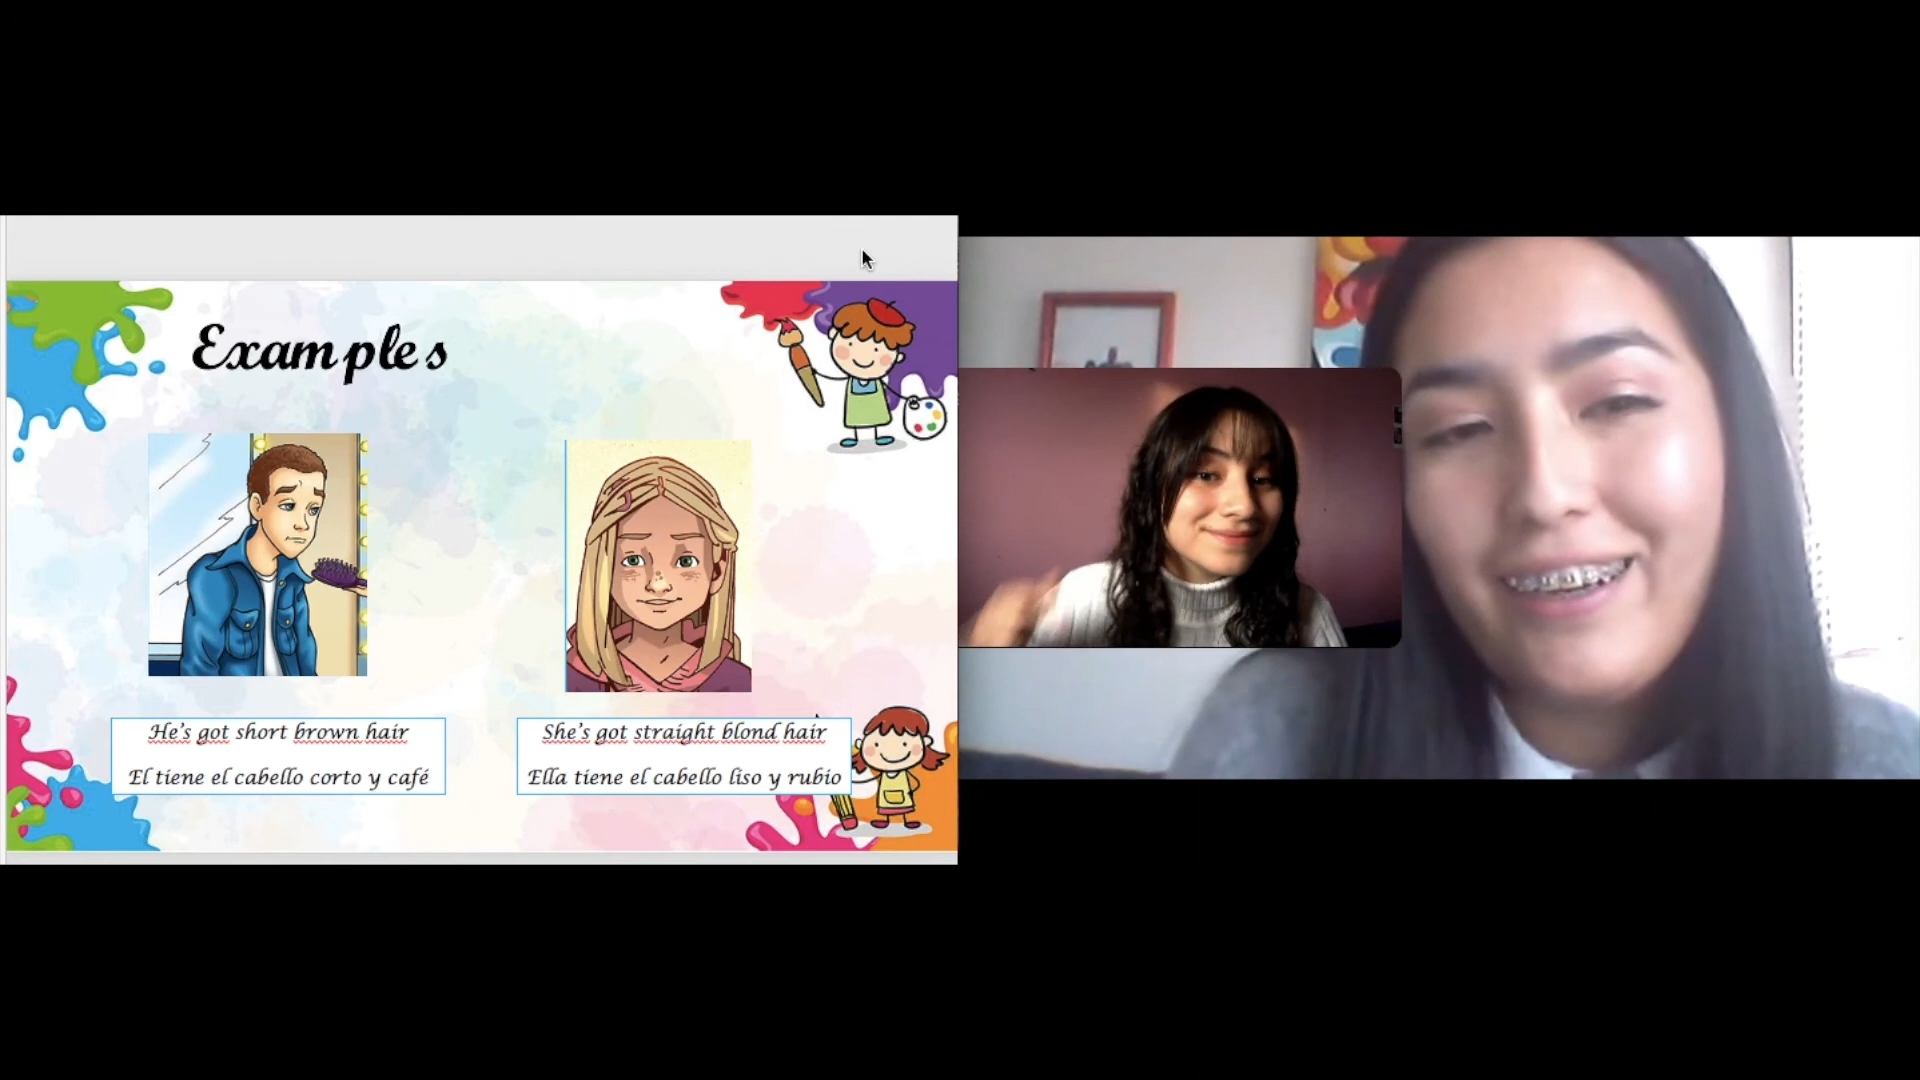 Examples
He's got short brown hair
El tiene el cabello corto y café
She's got straight blond hair
Ella tiene el cabello liso y rubio